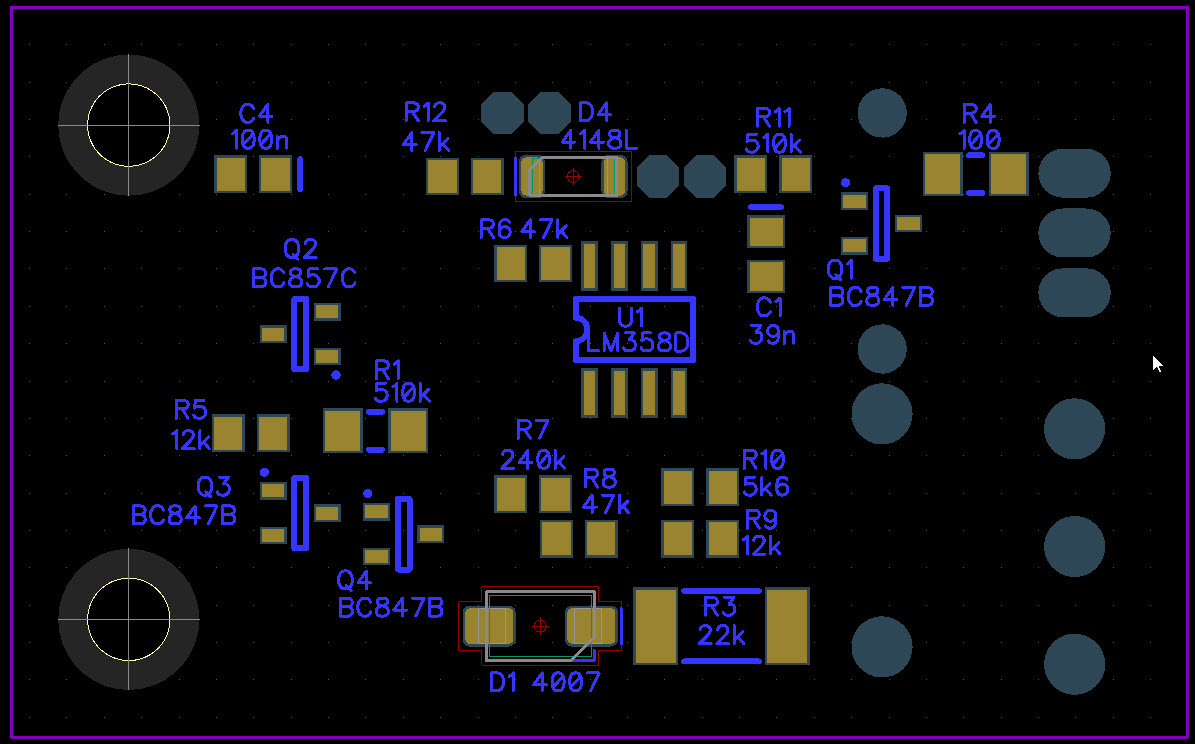 C4
100n
R12
47k
D4
4148L
R11
510k
R4
100
R6 47k
Q2
BC857C
Q1
BC847B
C1
39n
U1
LM358D
R1
510k
R5
12k
R7
240k
R8
47k
R10
5k6
R9
12k
Q3
BC847B
Q4
BC847B
R3
22k
D1 4007